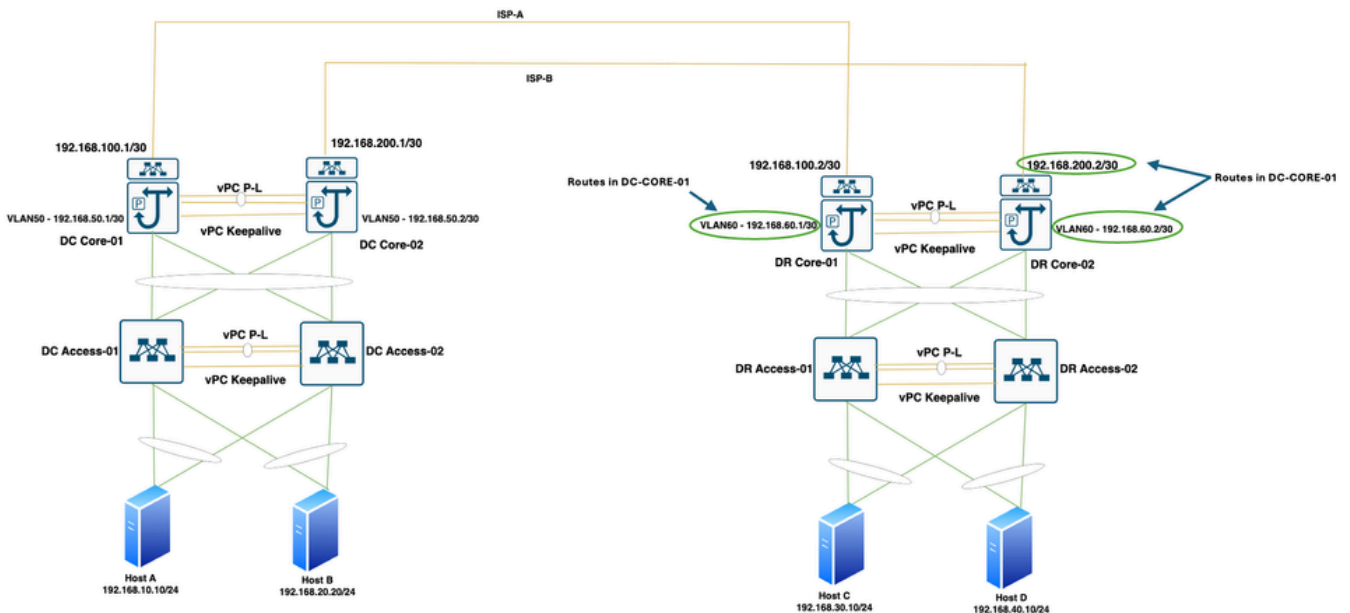 ISP-A
ISP-B
192.168.100.1/30
192.168.200.1/30
192.168.100.2/30
192.168.200.2/30
Routes in DC-CORE-01
Routes in DC-CORE-01
vPC P-L
P
P
VLAN50 - 192.168.50.1/30
VLAN50 - 192.168.50.2/30
vPC Keepalive
DC Core-01
DC Core-02
vPC P-L
P
P
VLAN60 - 192.168.60.1/30
VLAN60 - 192.168.60.2/30
vPC Keepalive
DR Core-01
DR Core-02
DC Access-01
vPC P-L
DC Access-02
vPC Keepalive
DR Access-01
vPC P-L
DR Access-02
vPC Keepalive
Host A
192.168.10.10/24
Host B
192.168.20.20/24
Host C
192.168.30.10/24
Host D
192.168.40.10/24